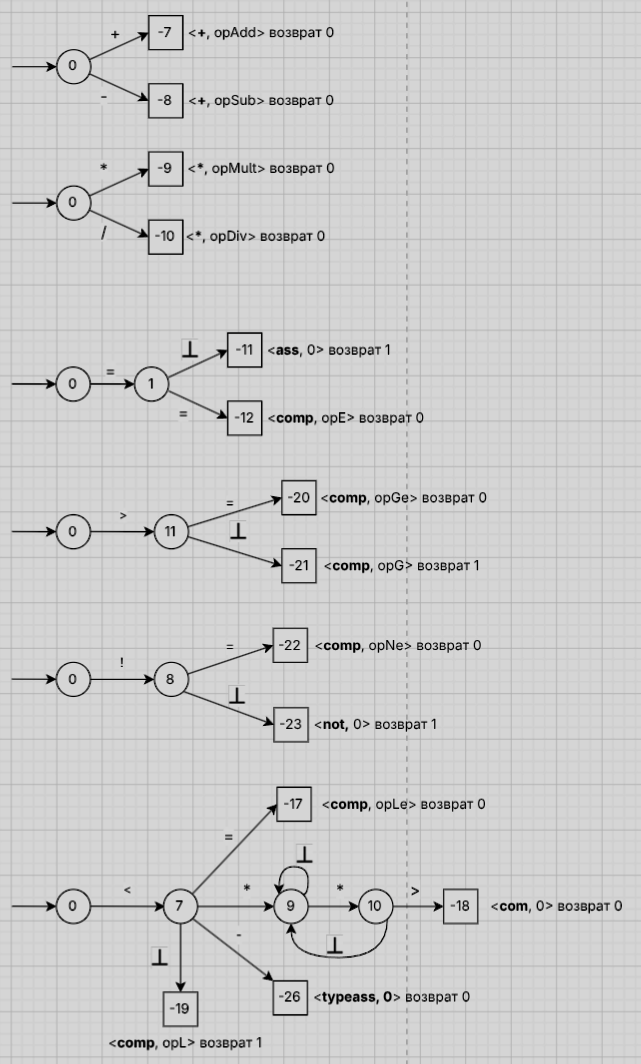 + -7 <+, opAdd> возврат 0
0
- -8 <+, opSub> возврат 0
* -9 <*, opMult> возврат 0
0
/ -10 <*, opDiv> возврат 0
⊥ -11 <ass, 0> возврат 1
0 = 1
= -12 <comp, opE> возврат 0
= -20 <comp, opGe> возврат 0
0 > 11
⊥ -21 <comp, opG> возврат 1
= -22 <comp, opNe> возврат 0
0 ! 8
⊥ -23 <not, 0> возврат 1
-17 <comp, opLe> возврат 0
=
⊥
0 < 7 * 9 * 10 > -18 <com, 0> возврат 0
⊥ - ⊥
-26 <typeass, 0> возврат 0
-19
<comp, opL> возврат 1